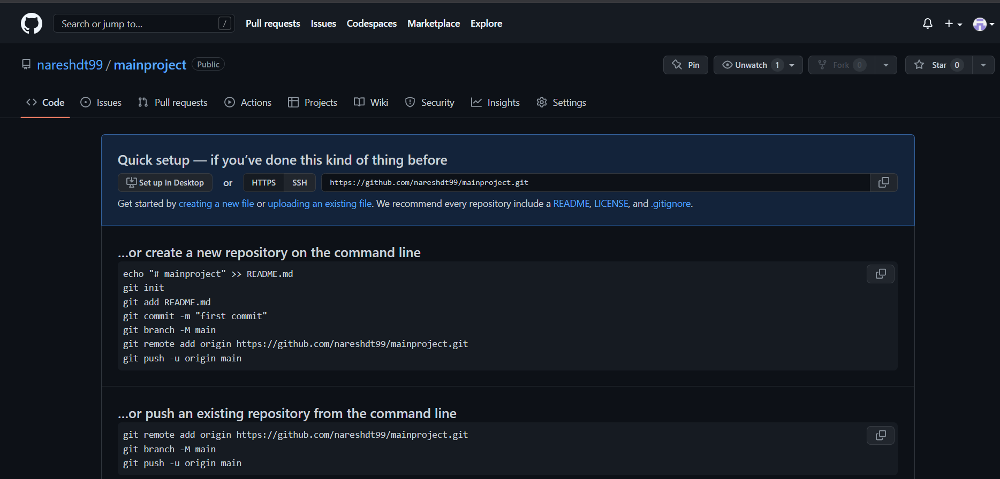 Search or jump to... /
Pull requests Issues Codespaces Marketplace Explore
nareshdt99 / mainproject Public
Pin Unwatch 1 Fork 0 Star 0
Code Issues Pull requests Actions Projects Wiki Security Insights Settings
Quick setup — if you’ve done this kind of thing before
Set up in Desktop or HTTPS SSH https://github.com/nareshdt99/mainproject.git
Get started by creating a new file or uploading an existing file. We recommend every repository include a README, LICENSE, and .gitignore.
…or create a new repository on the command line
echo "# mainproject" >> README.md
git init
git add README.md
git commit -m "first commit"
git branch -M main
git remote add origin https://github.com/nareshdt99/mainproject.git
git push -u origin main
…or push an existing repository from the command line
git remote add origin https://github.com/nareshdt99/mainproject.git
git branch -M main
git push -u origin main